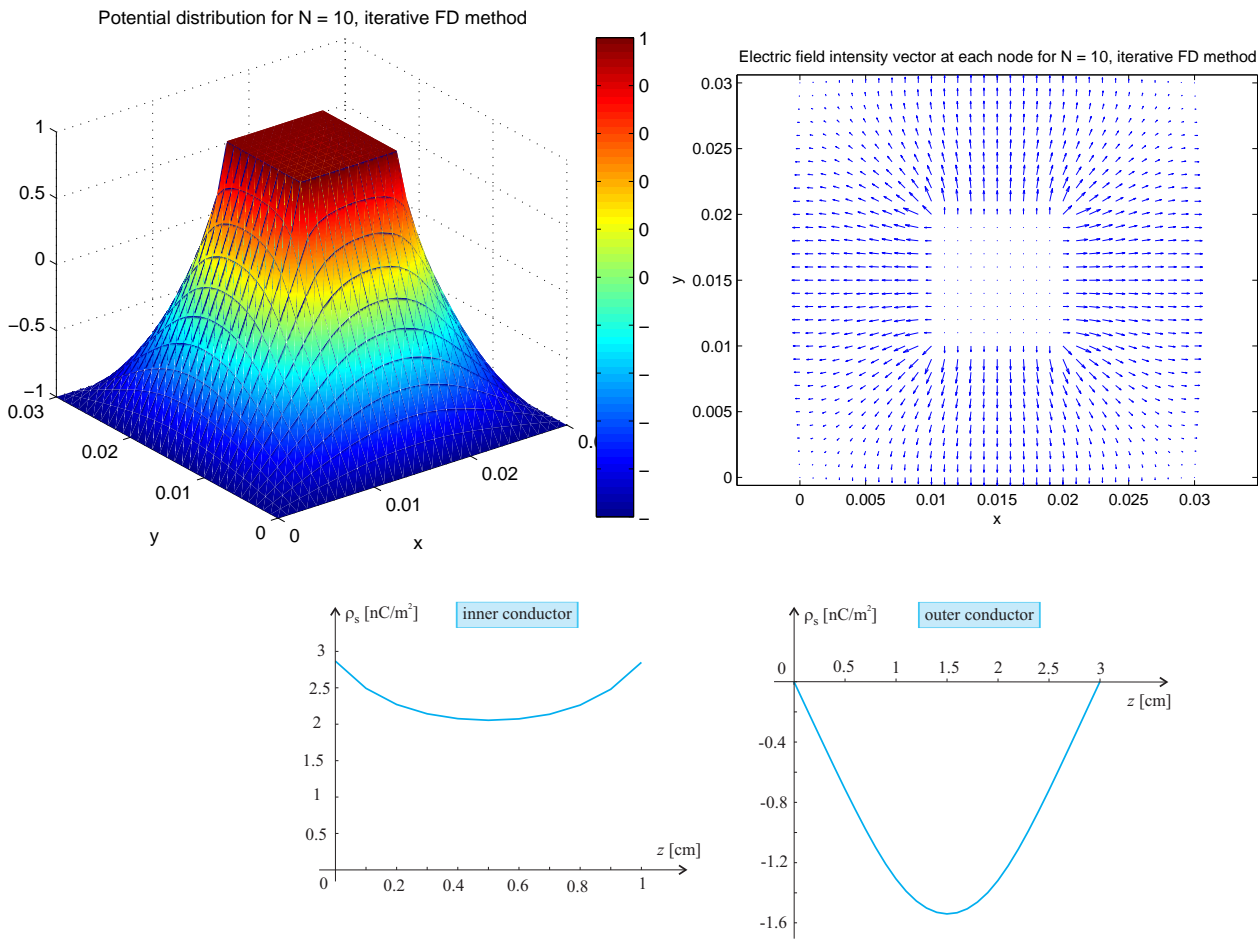 Potential distribution for N = 10, iterative FD method
1
0.5
0
−0.5
−1
0.03
0.02
0.01
0
y
0
0.01
0.02
x
1
0
0
0
0
0
−
−
−
−
−
Electric field intensity vector at each node for N = 10, iterative FD method
0.03
0.025
0.02
0.015
0.01
0.005
0
y
0 0.005 0.01 0.015 0.02 0.025 0.03
x
ρs [nC/m²]
inner conductor
3
2.5
2
1.5
1
0.5
0 0.2 0.4 0.6 0.8 1
z [cm]
ρs [nC/m²]
outer conductor
0 0.5 1 1.5 2 2.5 3
z [cm]
-0.4
-0.8
-1.2
-1.6